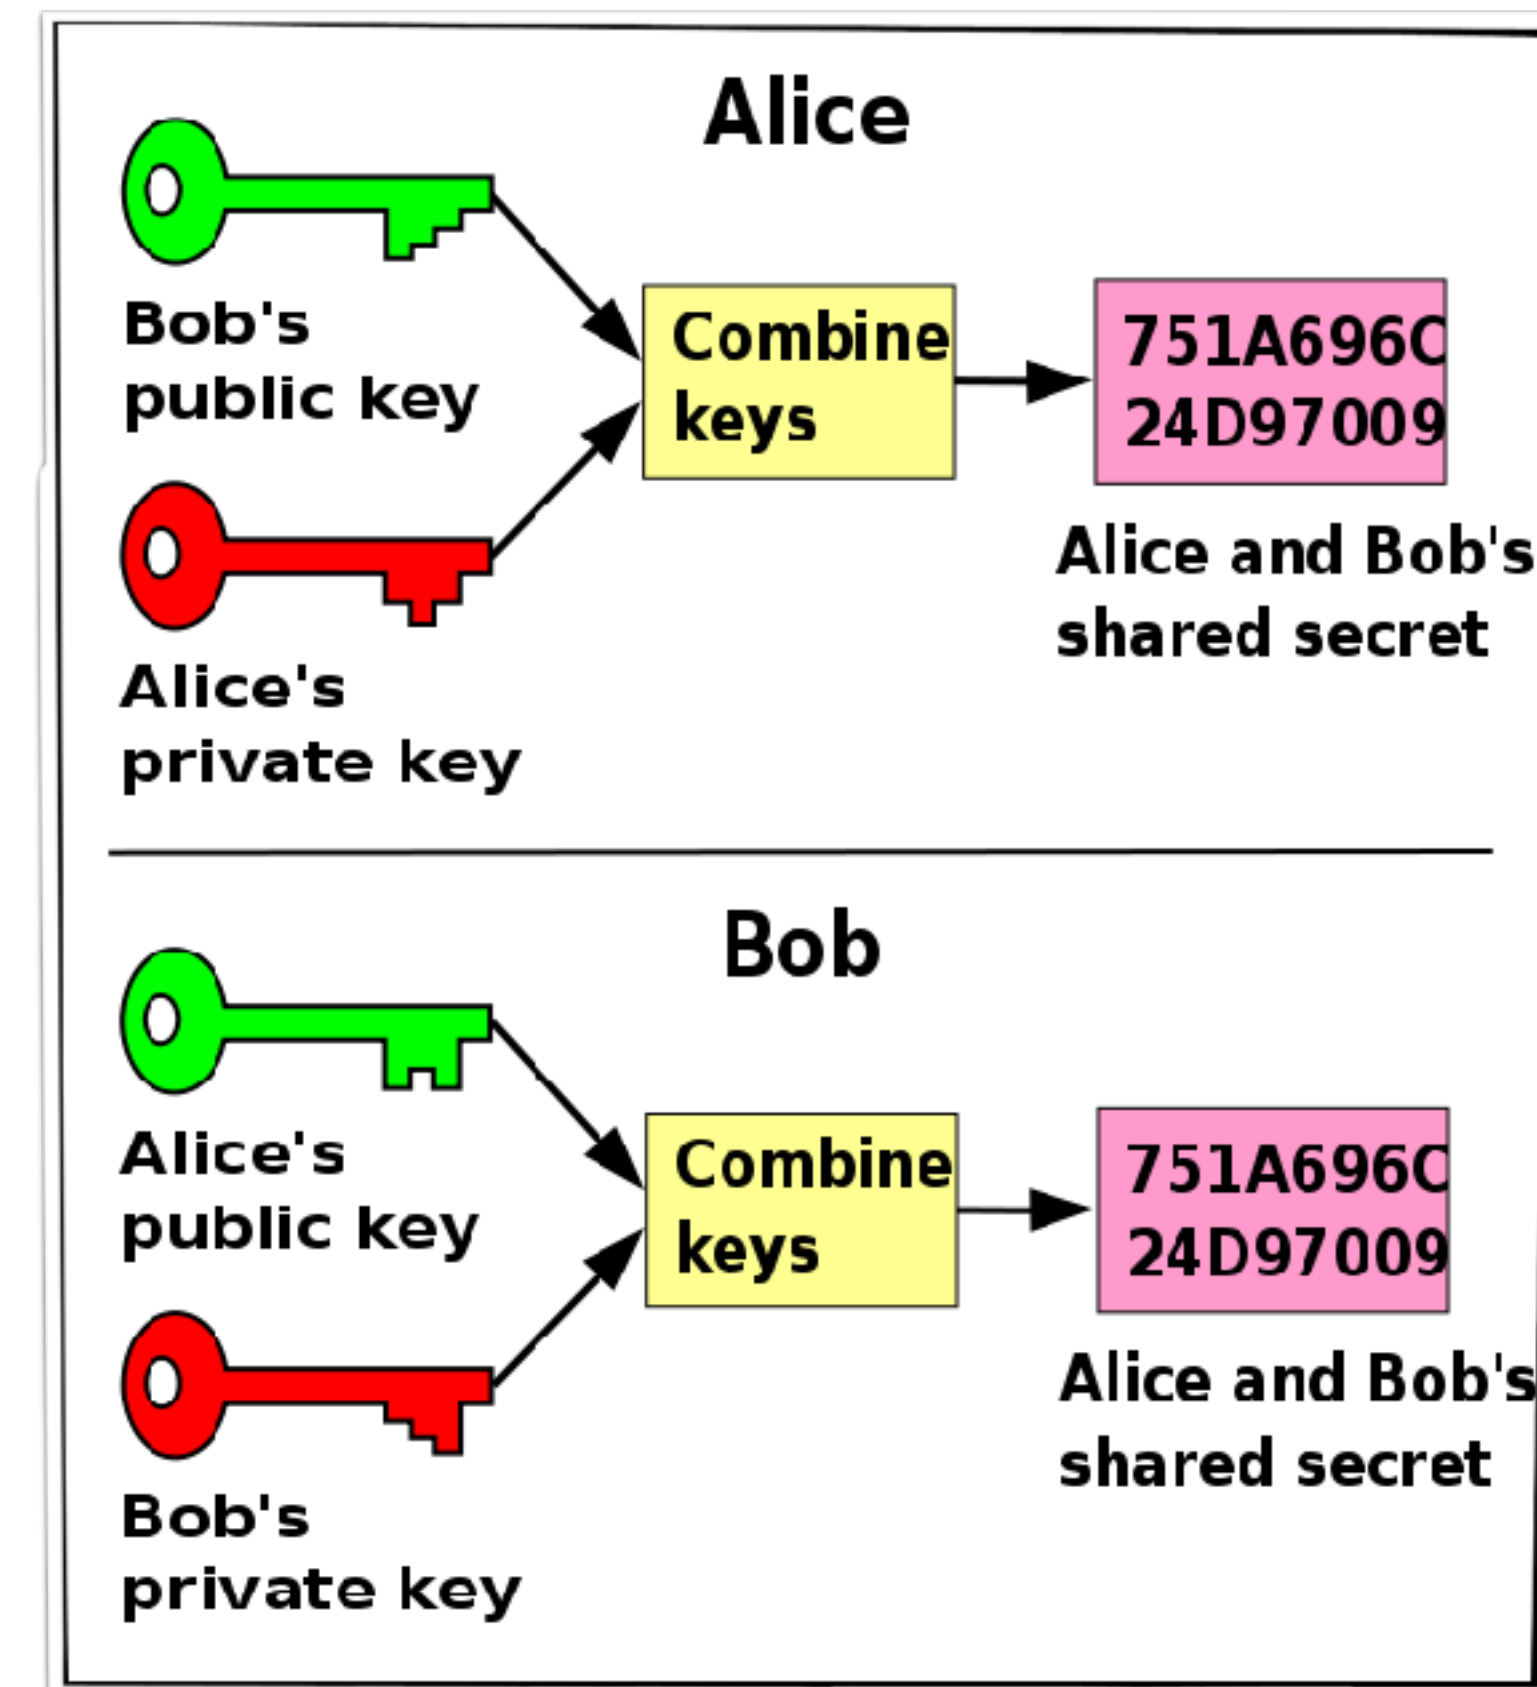 Alice
Bob's
public key
Combine
keys
751A696C
24D97009
Alice and Bob's
shared secret
Alice's
private key
Bob
Alice's
public key
Combine
keys
751A696C
24D97009
Alice and Bob's
shared secret
Bob's
private key